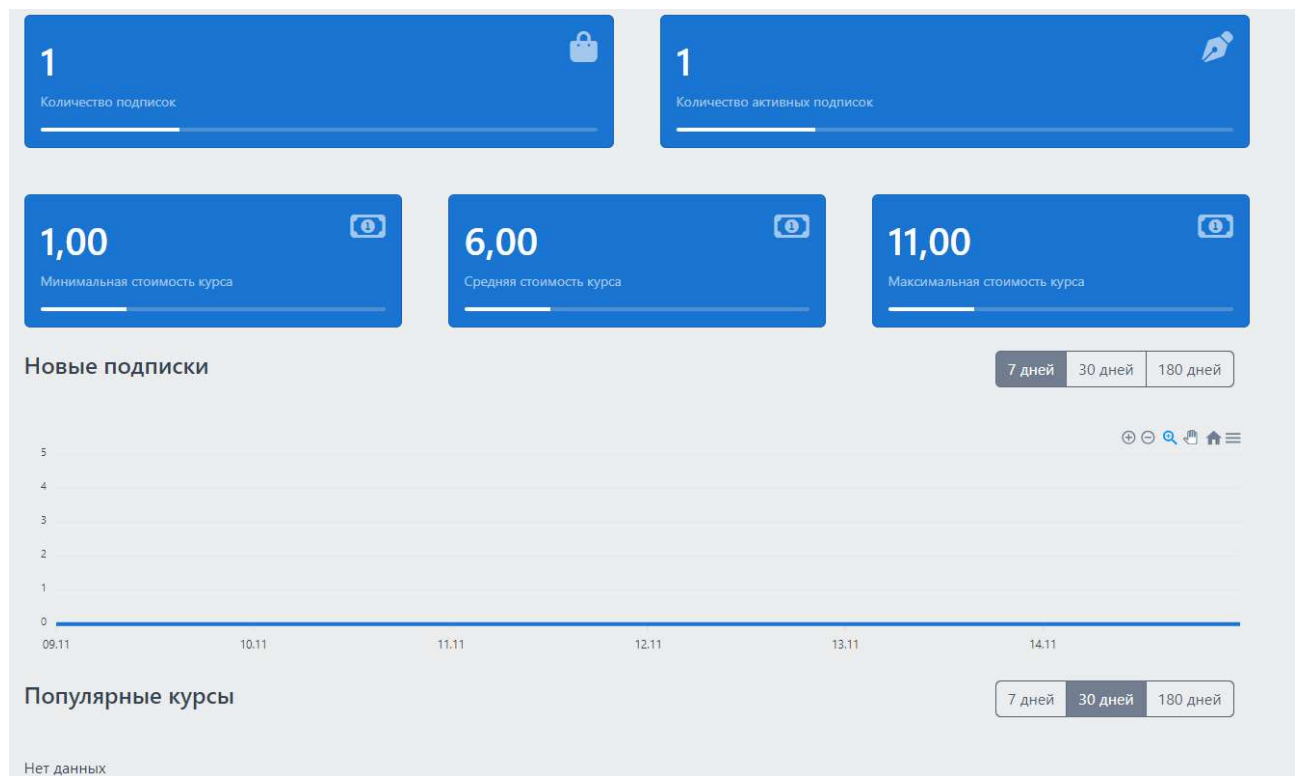 1
Количество подписок
1
Количество активных подписок
1,00
Минимальная стоимость курса
6,00
Средняя стоимость курса
11,00
Максимальная стоимость курса
Новые подписки
7 дней 30 дней 180 дней
5
4
3
2
1
0
09.11 10.11 11.11 12.11 13.11 14.11
Популярные курсы
7 дней 30 дней 180 дней
Нет данных